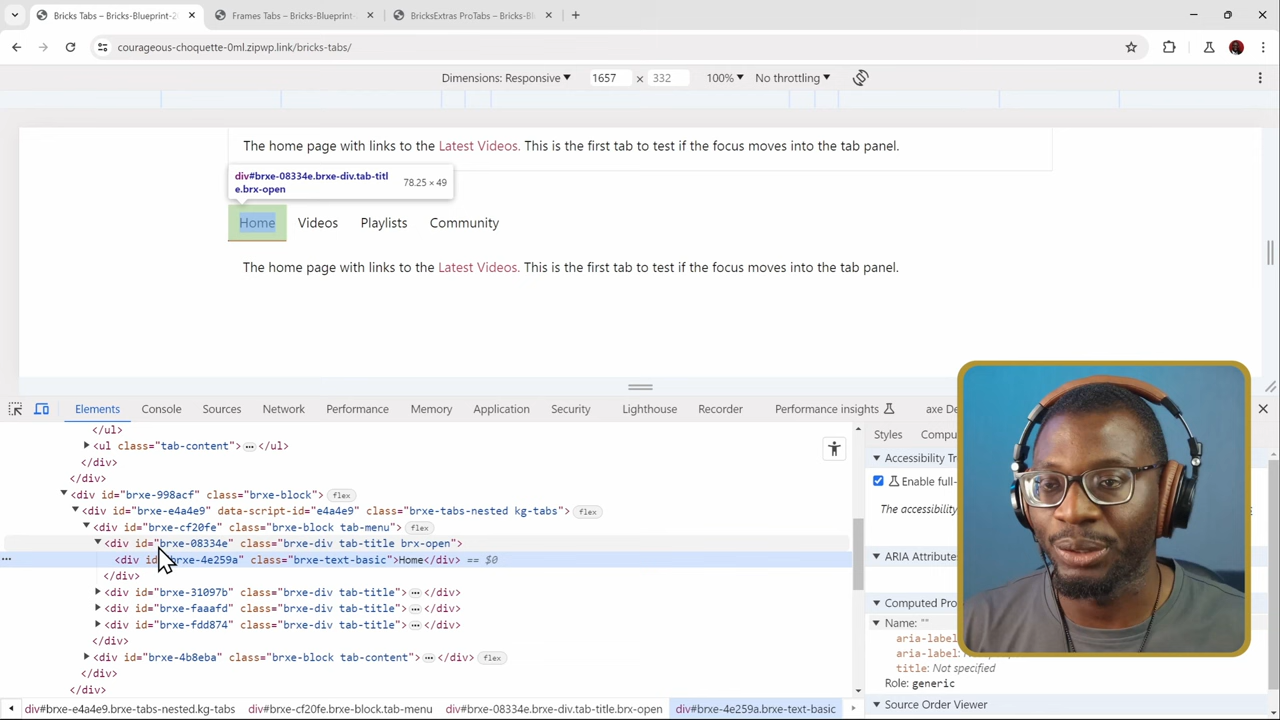 Bricks Tabs – Bricks-Blueprint-2
Frames Tabs – Bricks-Blueprint-
BricksExtras ProTabs – Bricks-Bl
courageous-choquette-0ml.zipwp.link/bricks-tabs/
Dimensions: Responsive 1657 × 332 100% No throttling
The home page with links to the Latest Videos. This is the first tab to test if the focus moves into the tab panel.
div#brxe-08334e.brxe-div.tab-titl
e.brx-open
78.25 × 49
Home Videos Playlists Community
The home page with links to the Latest Videos. This is the first tab to test if the focus moves into the tab panel.
Elements Console Sources Network Performance Memory Application Security Lighthouse Recorder Performance insights axe De
</ul>
<ul class="tab-content"> … </ul>
</div>
</div>
<div id="brxe-998acf" class="brxe-block"> flex
<div id="brxe-e4a4e9" data-script-id="e4a4e9" class="brxe-tabs-nested kg-tabs"> flex
<div id="brxe-cf20fe" class="brxe-block tab-menu"> flex
<div id="brxe-08334e" class="brxe-div tab-title brx-open">
<div id brxe-4e259a" class="brxe-text-basic">Home</div> == $0
</div>
<div id="brxe-31097b" class="brxe-div tab-title"> … </div>
<div id="brxe-faaafd" class="brxe-div tab-title"> … </div>
<div id="brxe-fdd874" class="brxe-div tab-title"> … </div>
</div>
<div id="brxe-4b8eba" class="brxe-block tab-content"> … </div> flex
</div>
</div>
Styles Compu
Accessibility Tr
Enable full-
The accessibility
ARIA Attribute
Computed Pro
Name: ""
aria-label
aria-label:
title: Not specified
Role: generic
Source Order Viewer
div#brxe-e4a4e9.brxe-tabs-nested.kg-tabs div#brxe-cf20fe.brxe-block.tab-menu div#brxe-08334e.brxe-div.tab-title.brx-open div#brxe-4e259a.brxe-text-basic